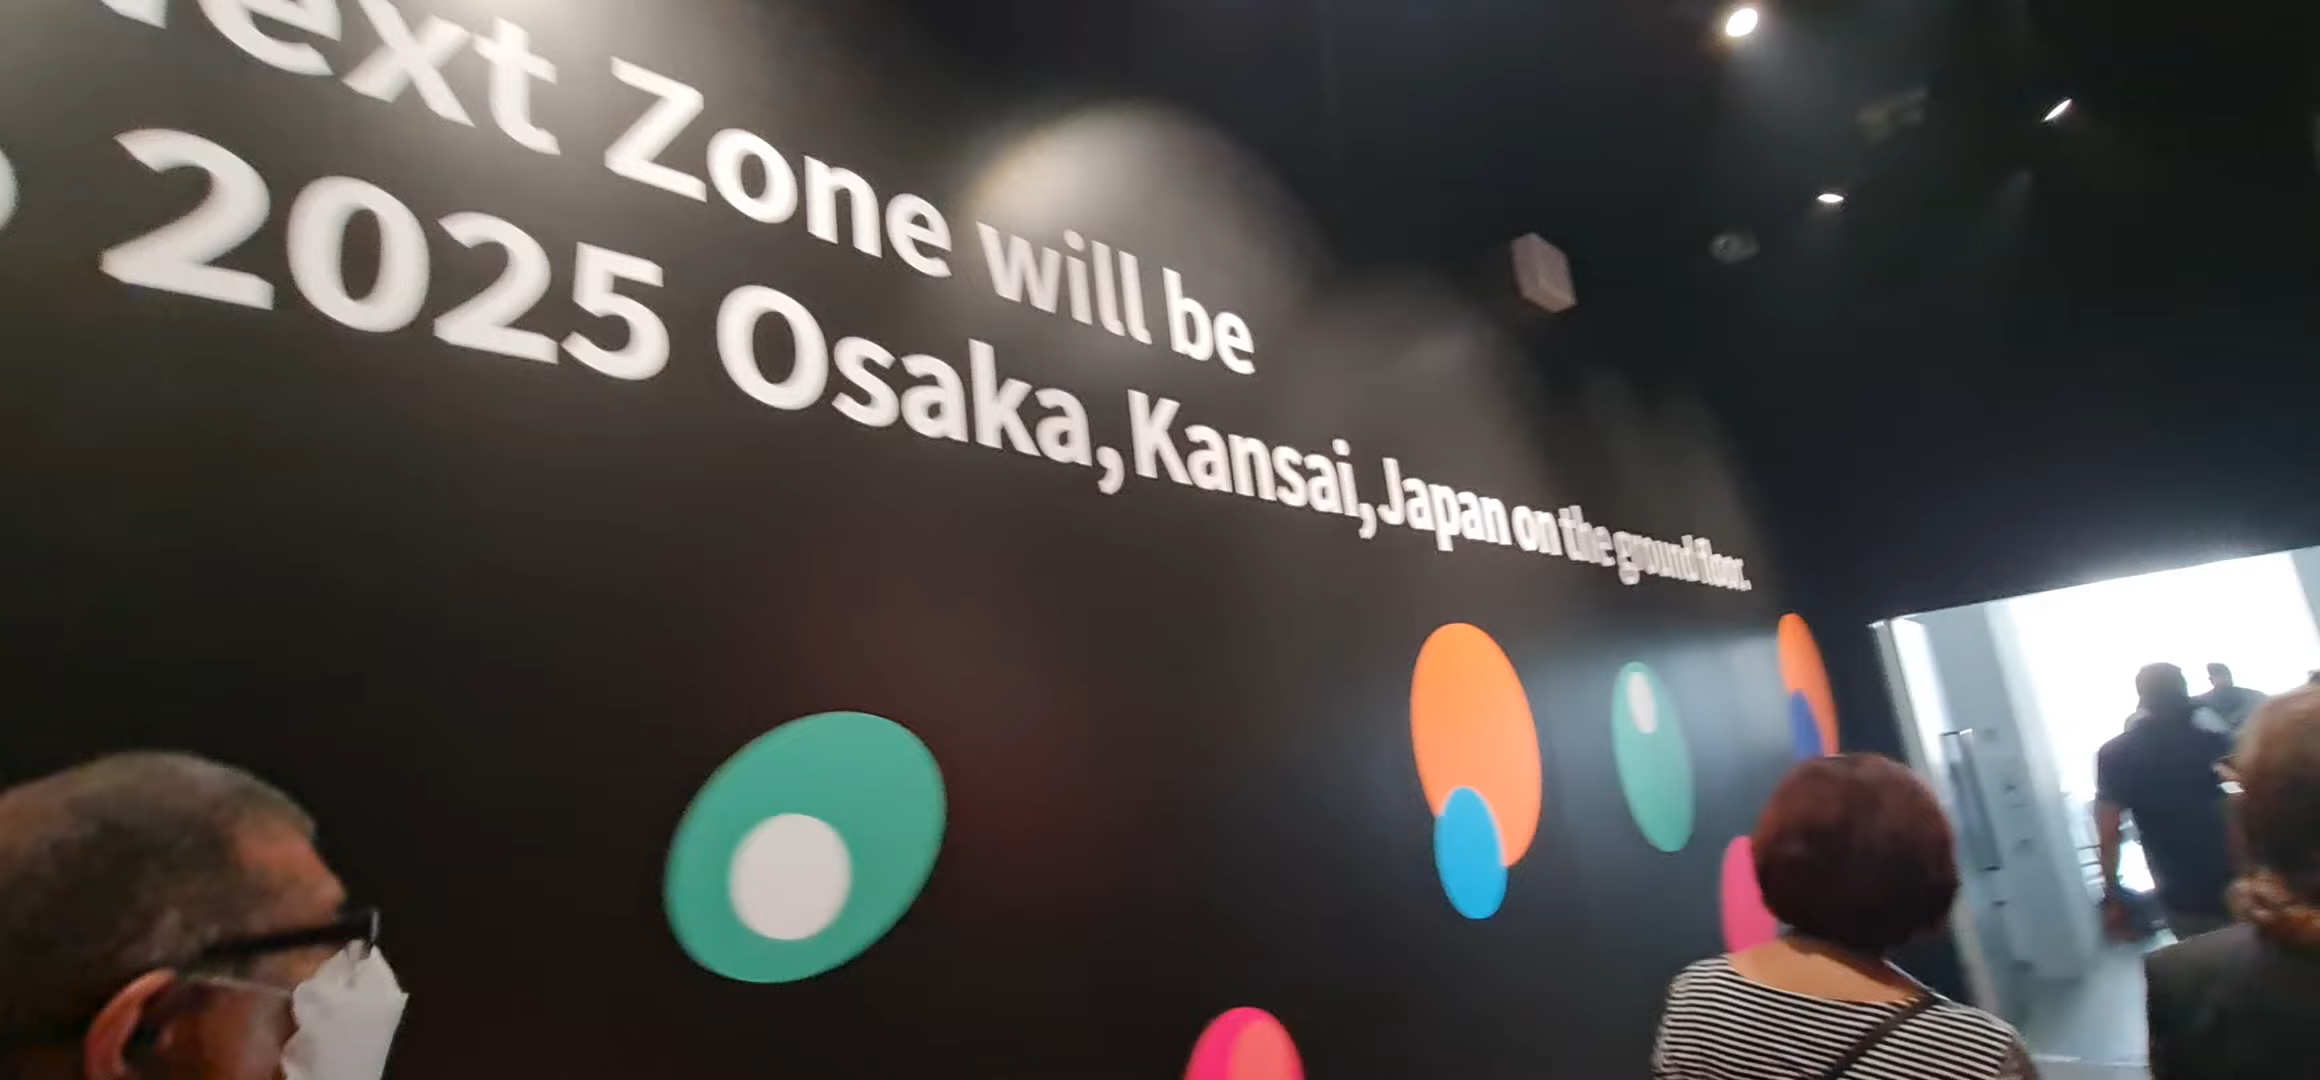 ext Zone will be
2025 Osaka, Kansai, Japan on the ground floor.